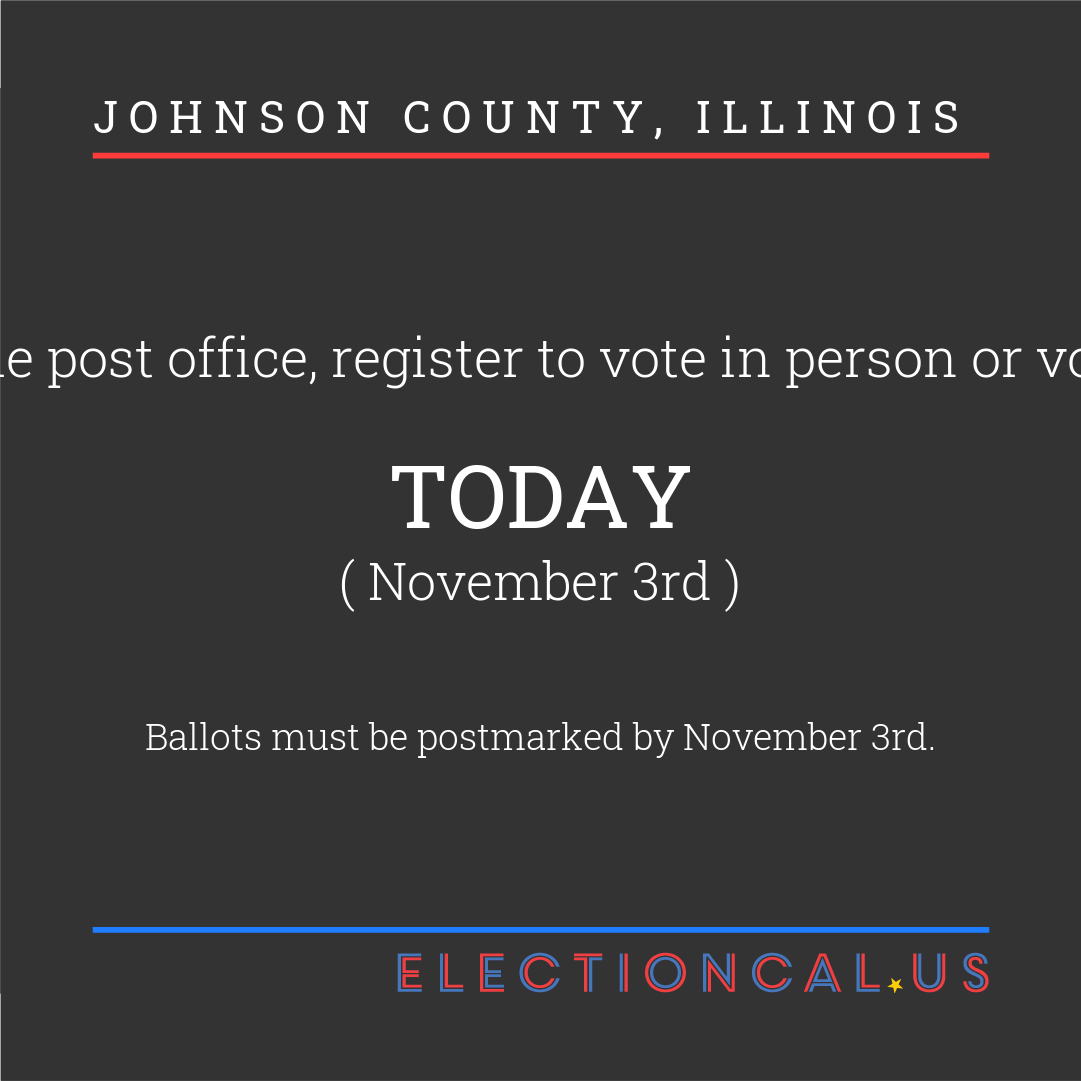 JOHNSON COUNTY, ILLINOIS
e post office, register to vote in person or vo
TODAY
( November 3rd )
Ballots must be postmarked by November 3rd.
ELECTIONCAL.US